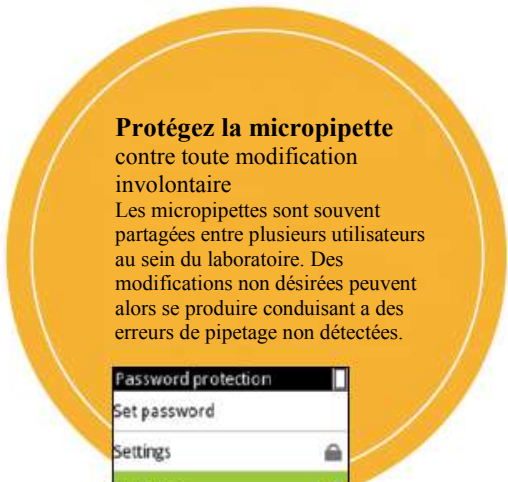 Protégez la micropipette
contre toute modification
involontaire
Les micropipettes sont souvent
partagées entre plusieurs utilisateurs
au sein du laboratoire. Des
modifications non désirées peuvent
alors se produire conduisant a des
erreurs de pipetage non détectées.
Password protection
Set password
Settings